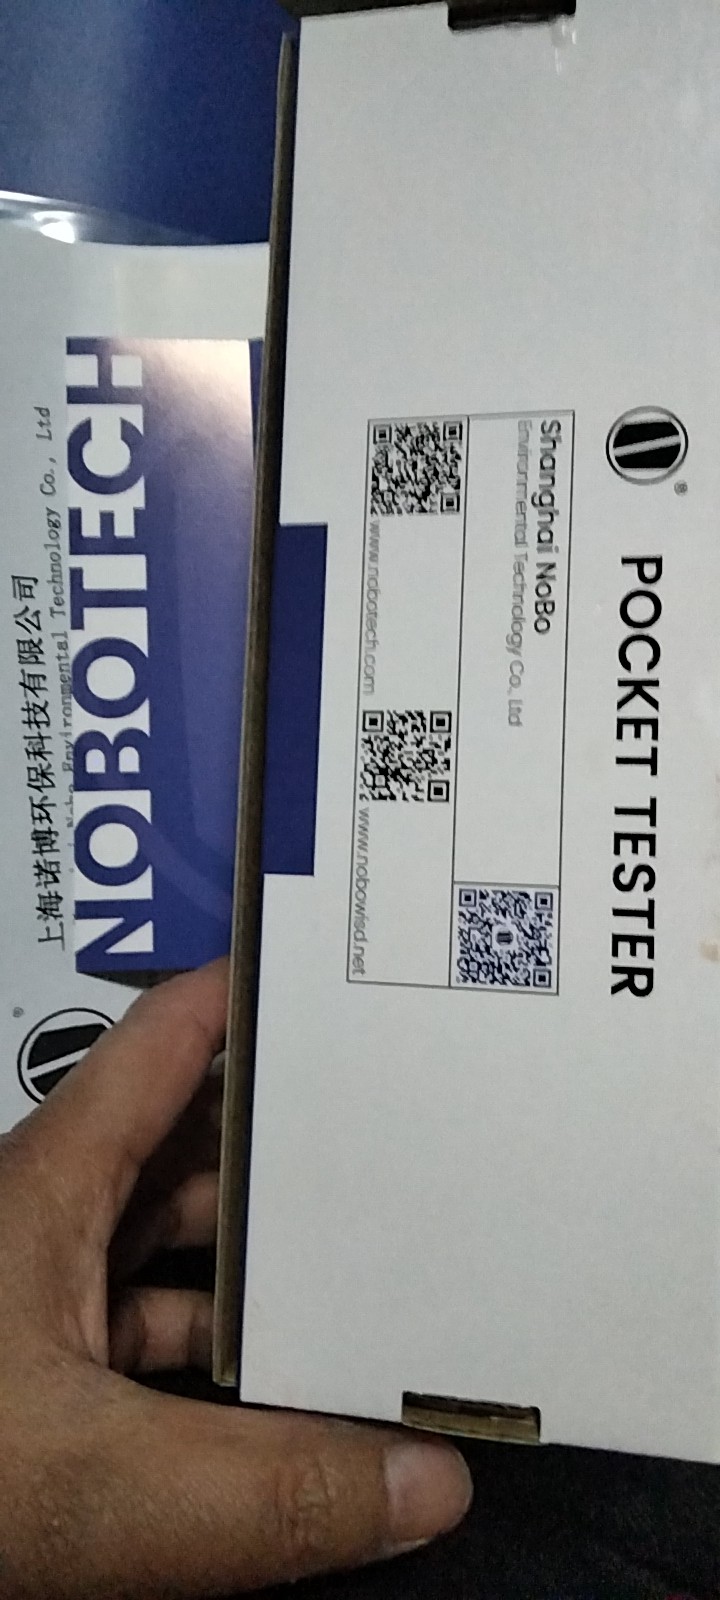 ®
POCKET TESTER
Shanghai NoBo
Environmental Technology Co., Ltd
www.nobotech.com
www.nobowisd.net
NOBOTECH
Environmental Technology Co., Ltd
上海诺博环保科技有限公司
®